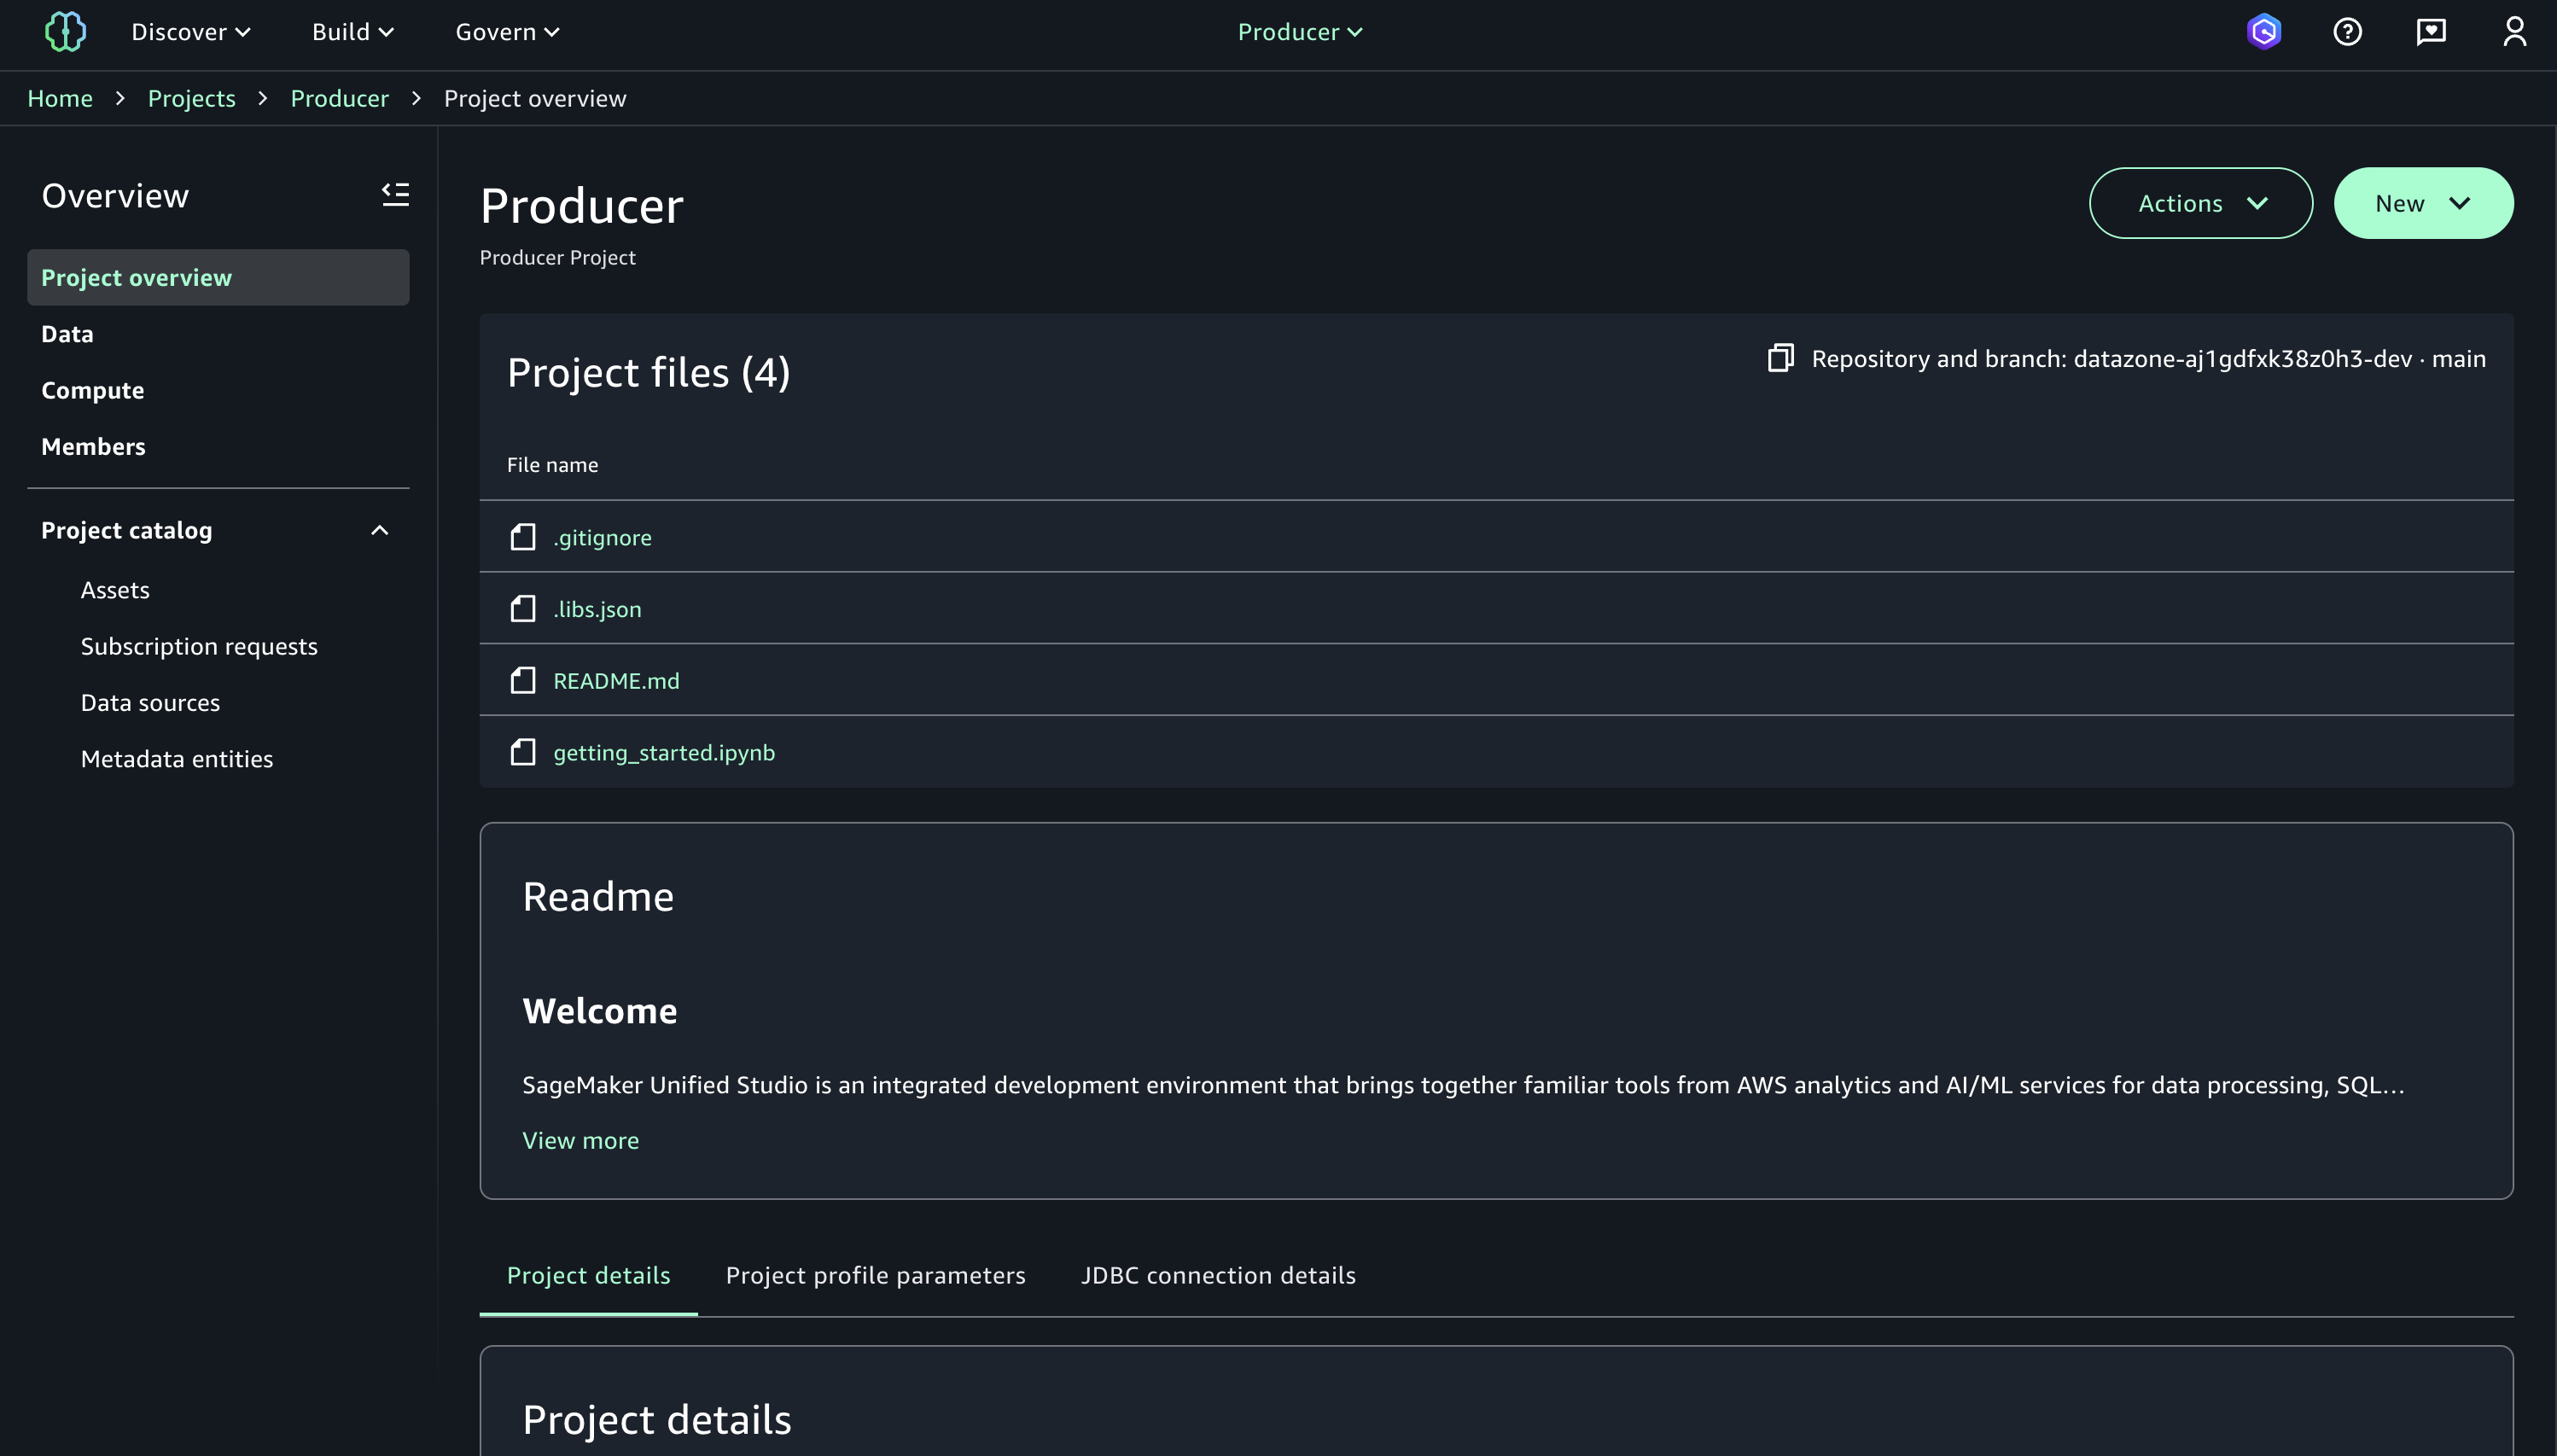 Discover
Build
Govern
Producer
Home
Projects
Producer
Project overview
Overview
Project overview
Data
Compute
Members
Project catalog
Assets
Subscription requests
Data sources
Metadata entities
Producer
Producer Project
Actions
New
Project files (4)
Repository and branch: datazone-aj1gdfxk38z0h3-dev · main
File name
.gitignore
.libs.json
README.md
getting_started.ipynb
Readme
Welcome
SageMaker Unified Studio is an integrated development environment that brings together familiar tools from AWS analytics and AI/ML services for data processing, SQL…
View more
Project details
Project profile parameters
JDBC connection details
Project details